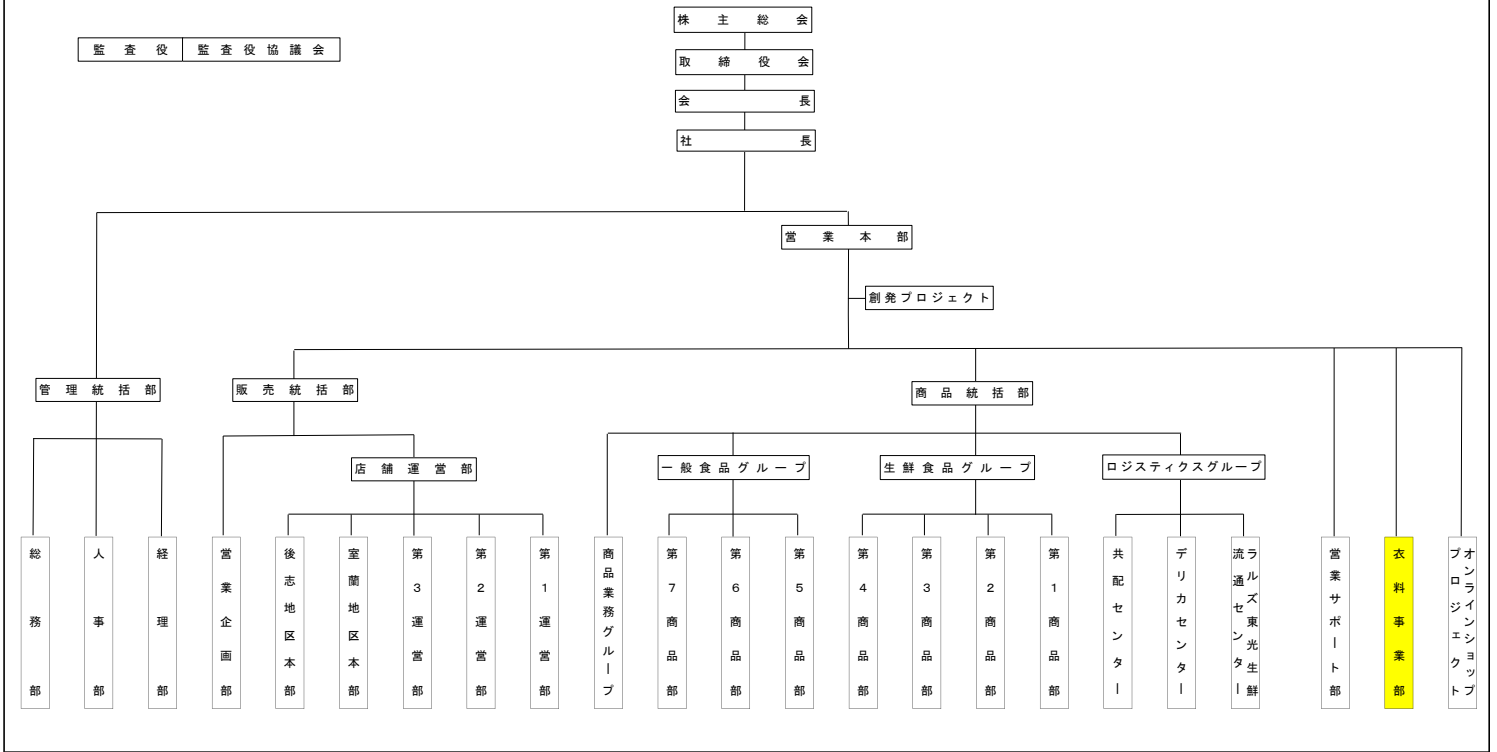 株主総会
監査役 監査役協議会
取締役会
会長
社長
営業本部
創発プロジェクト
管理統括部
販売統括部
商品統括部
店舗運営部
一般食品グループ
生鮮食品グループ
ロジスティクスグループ
総務部
人事部
経理部
営業企画部
後志地区本部
室蘭地区本部
第3運営部
第2運営部
第1運営部
商品業務グループ
第7商品部
第6商品部
第5商品部
第4商品部
第3商品部
第2商品部
第1商品部
共配センター
デリカセンター
ラルズ東光生鮮
流通センター
営業サポート部
衣料事業部
オンラインショップ
プロジェクト